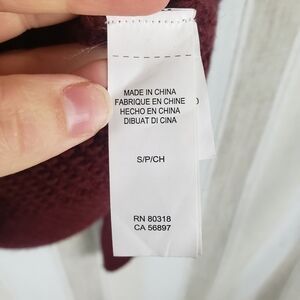 MADE IN CHINA
FABRIQUE EN CHINE
HECHO EN CHINA
DIBUAT DI CINA
S/P/CH
RN 80318
CA 56897